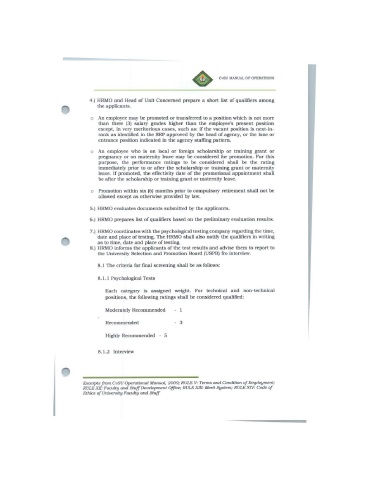 CvSU MANUAL OF OPERATIONS
4.) HRMO and Head of Unit Concerned prepare a short list of qualifiers among
the applicants.
o An employee may be promoted or transferred to a position which is not more
than three (3) salary grades higher than the employee's present position
except, in very meritorious cases, such as: if the vacant position is next-in-
rank as identified in the SRP approved by the head of agency, or the lone or
entrance position indicated in the agency staffing pattern.
o An employee who is on local or foreign scholarship or training grant or
pregnancy or on maternity leave may be considered for promotion. For this
purpose, the performance ratings to be considered shall be the rating
immediately prior to or after the scholarship or training grant or maternity
leave. If promoted, the effectivity date of the promotional appointment shall
be after the scholarship or training grant or maternity leave.
o Promotion within six (6) months prior to compulsory retirement shall not be
allowed except as otherwise provided by law.
5.) HRMO evaluates documents submitted by the applicants.
6.) HRMO prepares list of qualifiers based on the preliminary evaluation results.
7.) HRMO coordinates with the psychological testing company regarding the time,
date and place of testing. The HRMO shall also notify the qualifiers in writing
as to time, date and place of testing.
8.) HRMO informs the applicants of the test results and advise them to report to
the University Selection and Promotion Board (USPB) for interview.
8.1 The criteria for final screening shall be as follows:
8.1.1 Psychological Tests
Each category is assigned weight. For technical and non-technical
positions, the following ratings shall be considered qualified:
Moderately Recommended - 1
Recommended - 3
Highly Recommended - 5
8.1.2 Interview
Excerpts from CvSU Operational Manual, 2005; RULE V: Terms and Condition of Employment;
RULE XII: Faculty and Staff Development Office; RULE XIII: Merit System; RULE XIV: Code of
Ethics of University Faculty and Staff